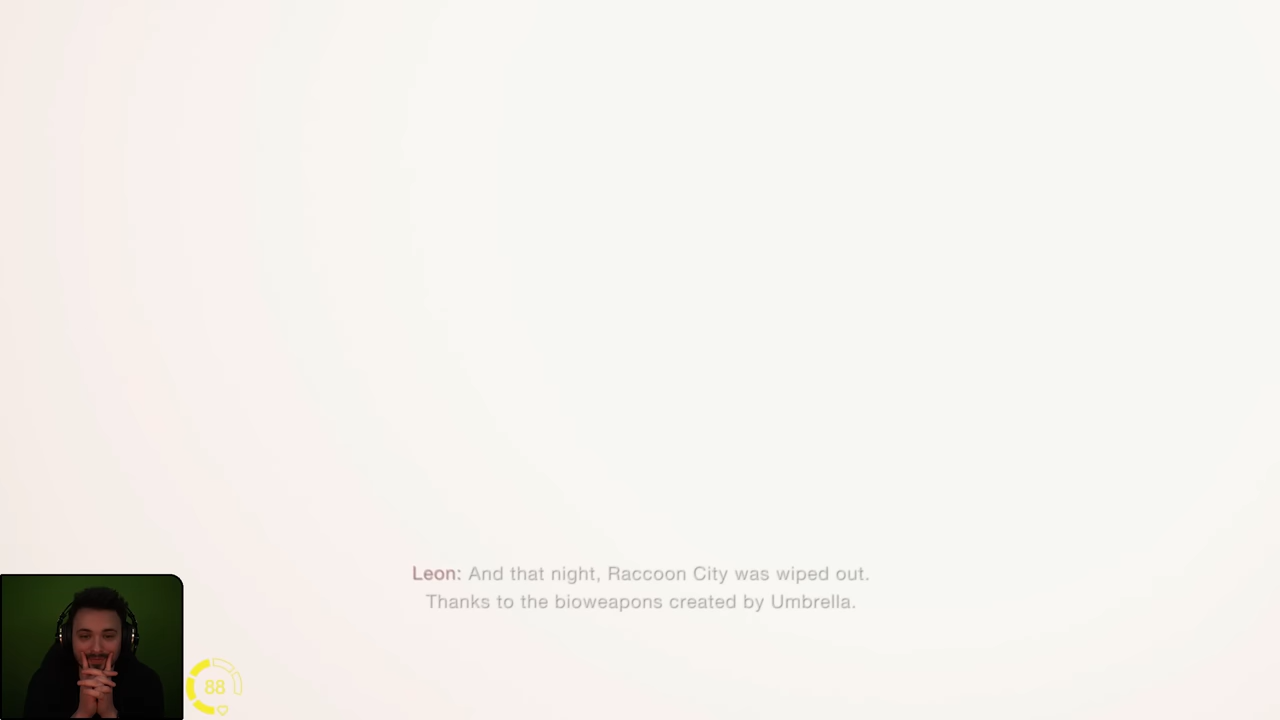 Leon: And that night, Raccoon City was wiped out.
Thanks to the bioweapons created by Umbrella.
88